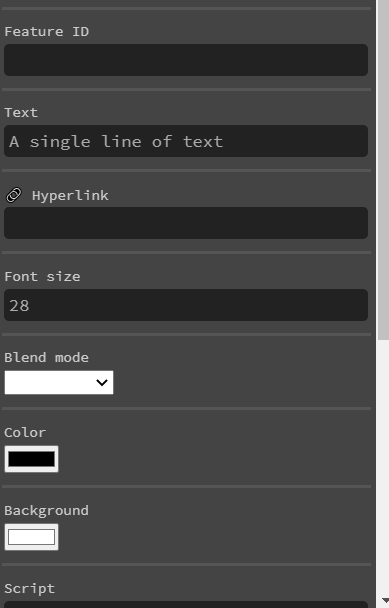 Feature ID
Text
A single line of text
Hyperlink
Font size
28
Blend mode
Color
Background
Script